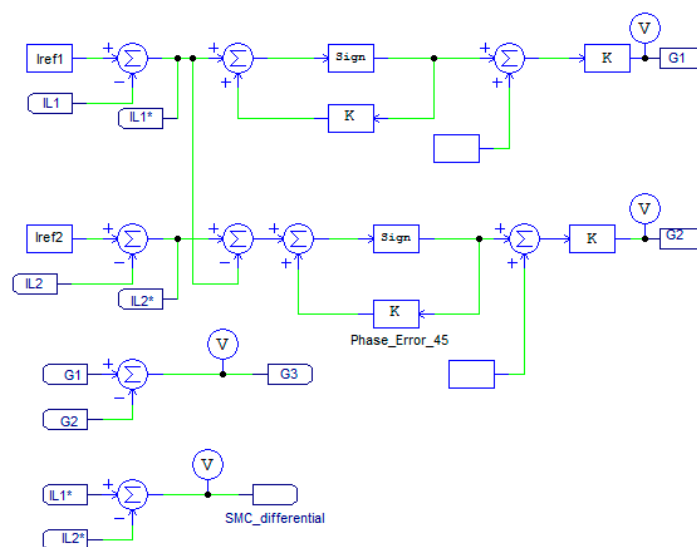 V
Iref1
Sign
K
G1
IL1
IL1*
K
V
Iref2
Sign
K
G2
IL2
IL2*
K
Phase_Error_45
V
G1
G3
G2
V
IL1*
SMC_differential
IL2*